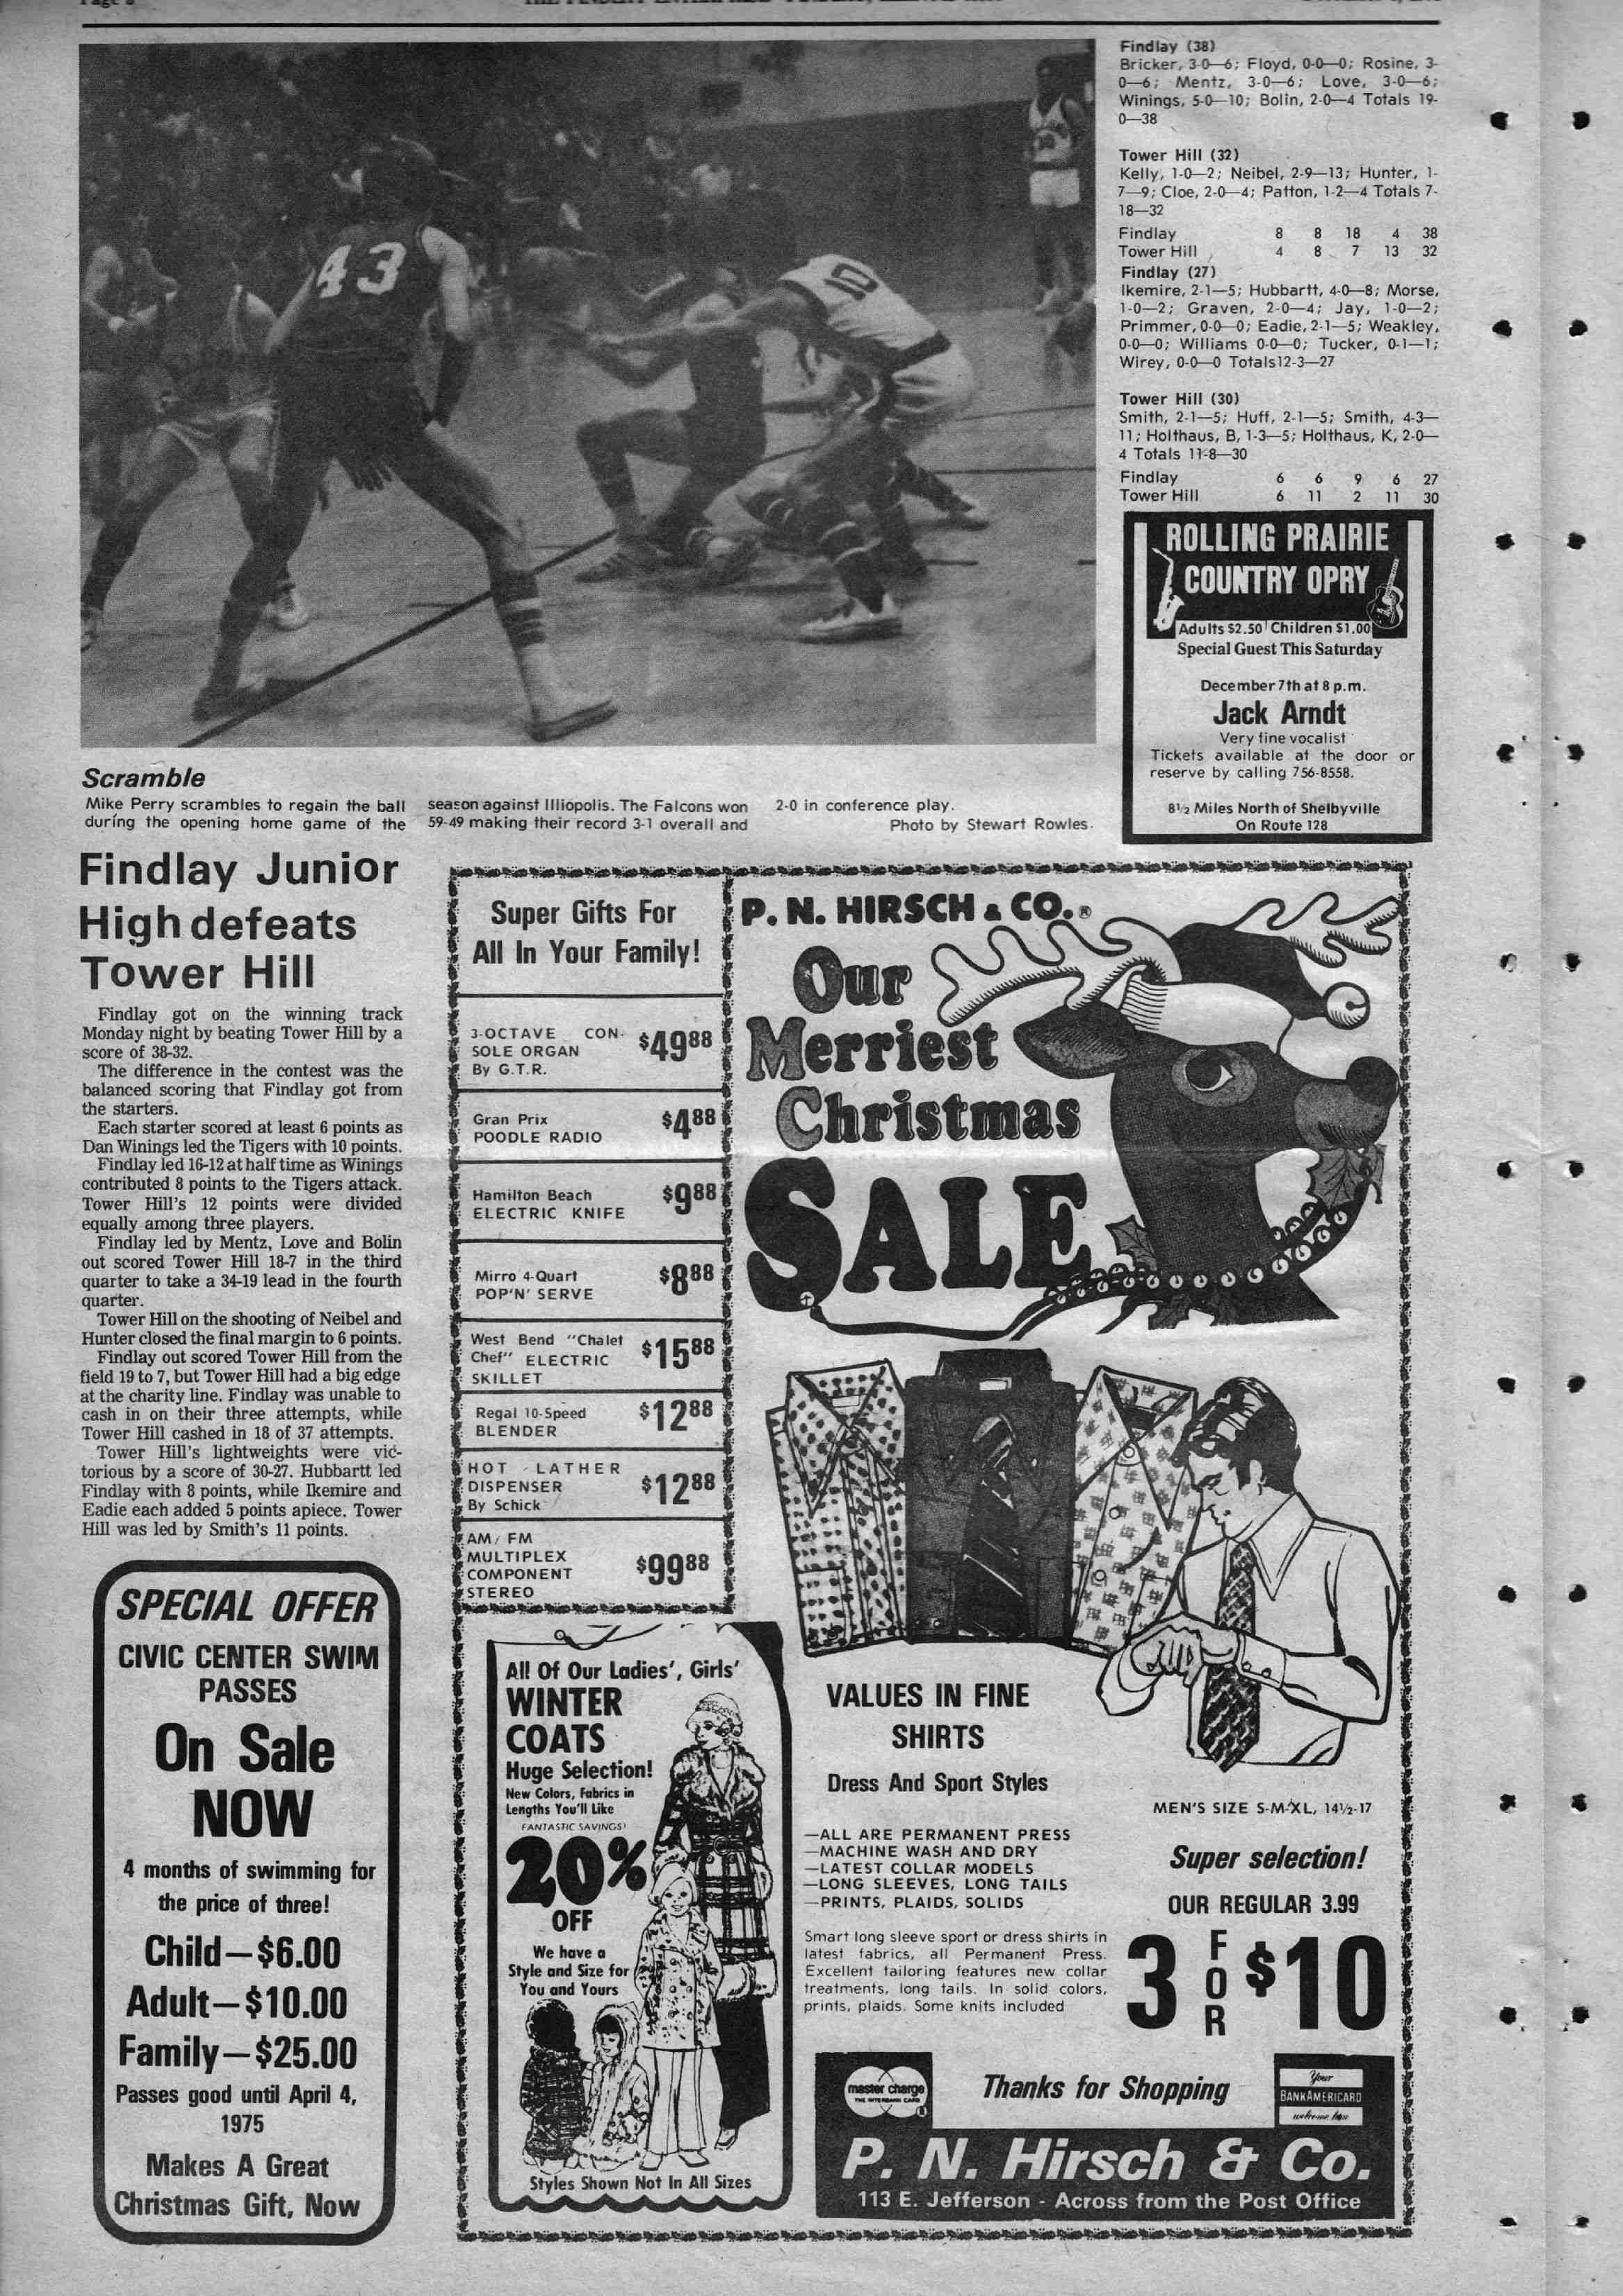 Page 8
43
10
Scramble
Mike Perry scrambles to regain the ball
during the opening home game of the
season against Illiopolis. The Falcons won
59-49 making their record 3-1 overall and
2-0 in conference play.
Photo by Stewart Rowles.
Findlay (38)
Bricker, 3-0—6; Floyd, 0-0—0; Rosine, 3-
0—6; Mentz, 3-0—6; Love, 3-0—6;
Winings, 5-0—10; Bolin, 2-0—4 Totals 19-
0—38
Tower Hill (32)
Kelly, 1-0—2; Neibel, 2-9—13; Hunter, 1-
7—9; Cloe, 2-0—4; Patton, 1-2—4 Totals 7-
18—32
Findlay 8 8 18 4 38
Tower Hill 4 8 7 13 32
Findlay (27)
Ikemire, 2-1—5; Hubbartt, 4-0—8; Morse,
1-0—2; Graven, 2-0—4; Jay, 1-0—2;
Primmer, 0-0—0; Eadie, 2-1—5; Weakley,
0-0—0; Williams 0-0—0; Tucker, 0-1—1;
Wirey, 0-0—0 Totals12-3—27
Tower Hill (30)
Smith, 2-1—5; Huff, 2-1—5; Smith, 4-3—
11; Holthaus, B, 1-3—5; Holthaus, K, 2-0—
4 Totals 11-8—30
Findlay 6 6 9 6 27
Tower Hill 6 11 2 11 30
ROLLING PRAIRIE
COUNTRY OPRY
Adults $2.50 Children $1.00
Special Guest This Saturday
December 7th at 8 p.m.
Jack Arndt
Very fine vocalist
Tickets available at the door or
reserve by calling 756-8558.
8½ Miles North of Shelbyville
On Route 128
Findlay Junior
High defeats
Tower Hill
Findlay got on the winning track
Monday night by beating Tower Hill by a
score of 38-32.
The difference in the contest was the
balanced scoring that Findlay got from
the starters.
Each starter scored at least 6 points as
Dan Winings led the Tigers with 10 points.
Findlay led 16-12 at half time as Winings
contributed 8 points to the Tigers attack.
Tower Hill's 12 points were divided
equally among three players.
Findlay led by Mentz, Love and Bolin
out scored Tower Hill 18-7 in the third
quarter to take a 34-19 lead in the fourth
quarter.
Tower Hill on the shooting of Neibel and
Hunter closed the final margin to 6 points.
Findlay out scored Tower Hill from the
field 19 to 7, but Tower Hill had a big edge
at the charity line. Findlay was unable to
cash in on their three attempts, while
Tower Hill cashed in 18 of 37 attempts.
Tower Hill's lightweights were vic-
torious by a score of 30-27. Hubbartt led
Findlay with 8 points, while Ikemire and
Eadie each added 5 points apiece. Tower
Hill was led by Smith's 11 points.
SPECIAL OFFER
CIVIC CENTER SWIM
PASSES
On Sale
NOW
4 months of swimming for
the price of three!
Child—$6.00
Adult—$10.00
Family—$25.00
Passes good until April 4,
1975
Makes A Great
Christmas Gift, Now
Super Gifts For
All In Your Family!
3-OCTAVE CON-
SOLE ORGAN
By G.T.R.
$49⁸⁸
Gran Prix
POODLE RADIO
$4⁸⁸
Hamilton Beach
ELECTRIC KNIFE
$9⁸⁸
Mirro 4-Quart
POP'N' SERVE
$8⁸⁸
West Bend "Chalet
Chef" ELECTRIC
SKILLET
$15⁸⁸
Regal 10-Speed
BLENDER
$12⁸⁸
HOT LATHER
DISPENSER
By Schick
$12⁸⁸
AM/FM
MULTIPLEX
COMPONENT
STEREO
$99⁸⁸
P. N. HIRSCH & CO.®
Our
Merriest
Christmas
SALE
All Of Our Ladies', Girls'
WINTER
COATS
Huge Selection!
New Colors, Fabrics in
Lengths You'll Like
FANTASTIC SAVINGS!
20%
OFF
We have a
Style and Size for
You and Yours
Styles Shown Not In All Sizes
VALUES IN FINE
SHIRTS
Dress And Sport Styles
MEN'S SIZE S-M-XL, 14½-17
—ALL ARE PERMANENT PRESS
—MACHINE WASH AND DRY
—LATEST COLLAR MODELS
—LONG SLEEVES, LONG TAILS
—PRINTS, PLAIDS, SOLIDS
Super selection!
OUR REGULAR 3.99
Smart long sleeve sport or dress shirts in
latest fabrics, all Permanent Press.
Excellent tailoring features new collar
treatments, long tails. In solid colors,
prints, plaids. Some knits included
3 FOR $10
master charge
THE INTERBANK CARD
Thanks for Shopping
Your
BANKAMERICARD
welcome here
P. N. Hirsch & Co.
113 E. Jefferson - Across from the Post Office